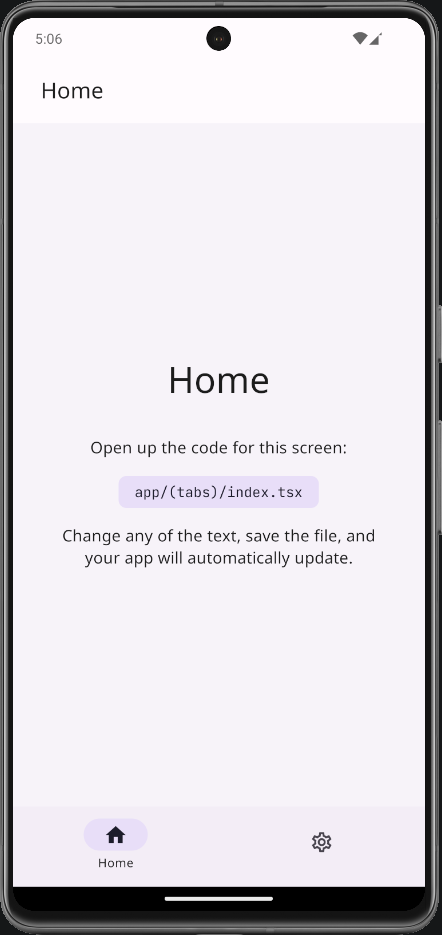 5:06
Home
Home
Open up the code for this screen:
app/(tabs)/index.tsx
Change any of the text, save the file, and
your app will automatically update.
Home